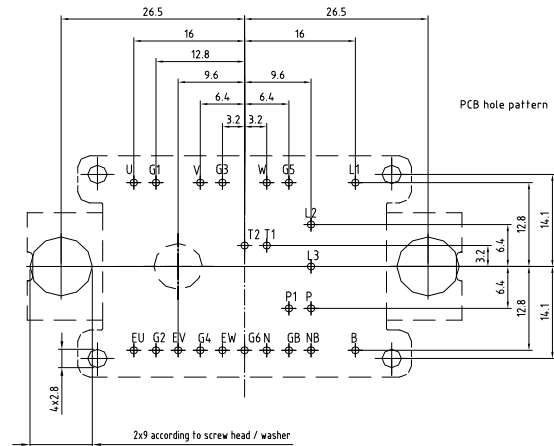 26.5 26.5
16 16
12.8
9.6 9.6
6.4 6.4
3.2 3.2
PCB hole pattern
U G1 V G3 W G5 L1
L2
T2 T1
L3
P1 P
EU G2 EV G4 EW G6 N GB NB B
3.2
6.4
12.8
14.1
6.4
12.8
14.1
4x2.8
2x9 according to screw head / washer